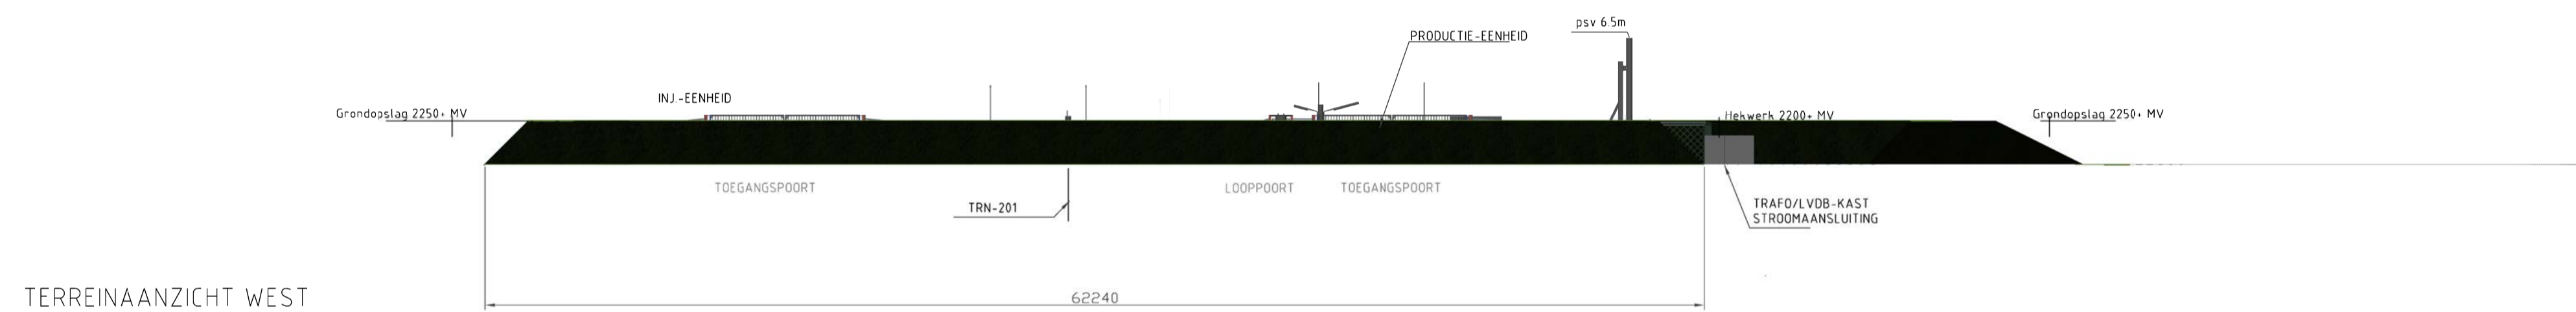 psv 6.5m
PRODUCTIE-EENHEID
INJ.-EENHEID
Grondopslag 2250+ MV
Hekwerk 2200+ MV
Grondopslag 2250+ MV
TOEGANGSPOORT
LOOPPOORT
TOEGANGSPOORT
TRN-201
TRAFO/LVDB-KAST
STROOMAANSLUITING
62240
TERREINAANZICHT WEST